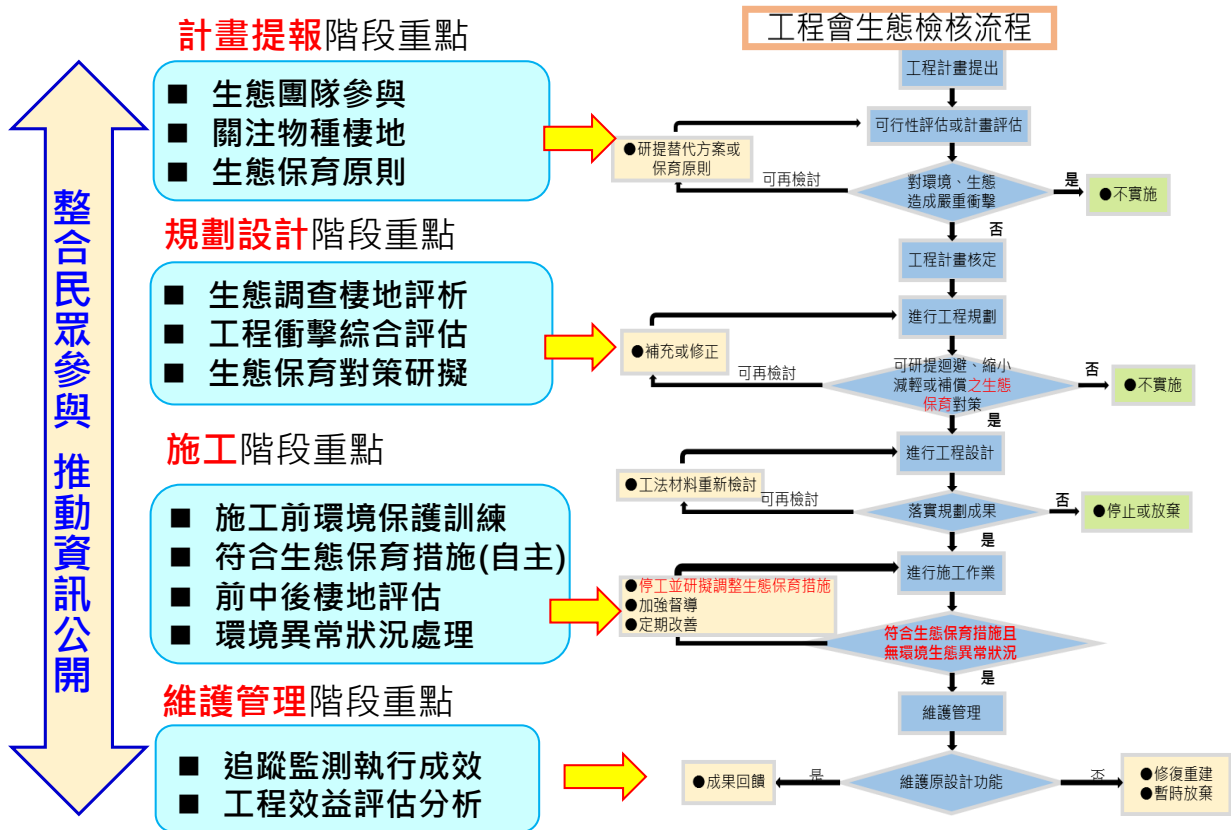 計畫提報階段重點
■ 生態團隊參與
■ 關注物種棲地
■ 生態保育原則
規劃設計階段重點
■ 生態調查棲地評析
■ 工程衝擊綜合評估
■ 生態保育對策研擬
施工階段重點
■ 施工前環境保護訓練
■ 符合生態保育措施(自主)
■ 前中後棲地評估
■ 環境異常狀況處理
維護管理階段重點
■ 追蹤監測執行成效
■ 工程效益評估分析
整合民眾參與 推動資訊公開
工程會生態檢核流程
工程計畫提出
可行性評估或計畫評估
●研提替代方案或
保育原則
可再檢討
對環境、生態
造成嚴重衝擊
是
●不實施
否
工程計畫核定
進行工程規劃
●補充或修正
可再檢討
可研提迴避、縮小
減輕或補償之生態
保育對策
否
●不實施
是
進行工程設計
●工法材料重新檢討
可再檢討
落實規劃成果
否
●停止或放棄
是
進行施工作業
●停工並研擬調整生態保育措施
●加強督導
●定期改善
符合生態保育措施且
無環境生態異常狀況
是
維護管理
●成果回饋
是
維護原設計功能
否
●修復重建
●暫時放棄